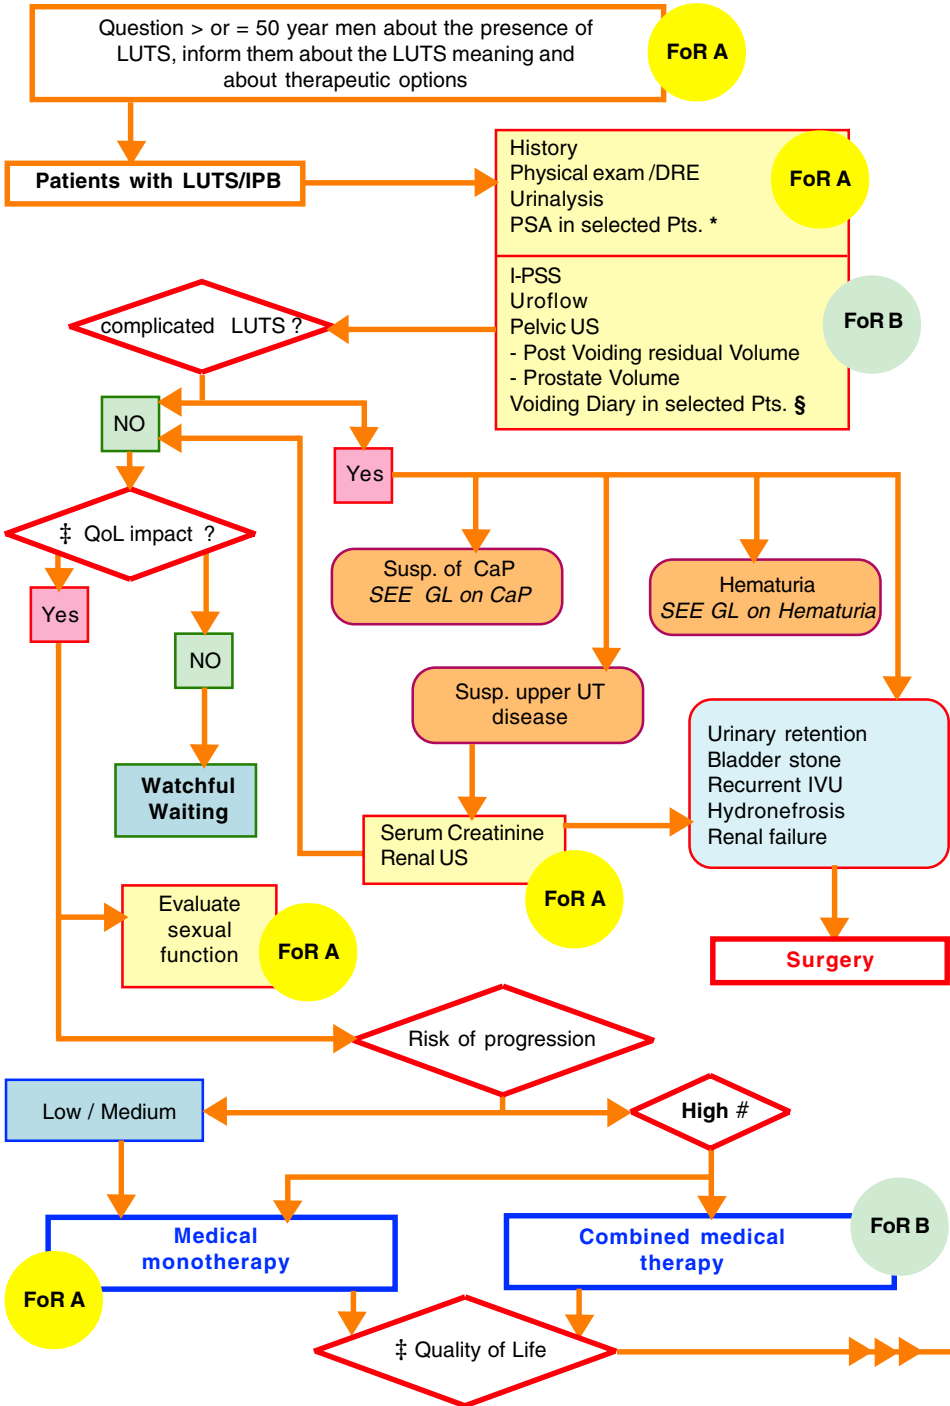 Question > or = 50 year men about the presence of
LUTS, inform them about the LUTS meaning and
about therapeutic options
FoR A
Patients with LUTS/IPB
History
Physical exam /DRE
Urinalysis
PSA in selected Pts. *
FoR A
I-PSS
Uroflow
Pelvic US
- Post Voiding residual Volume
- Prostate Volume
Voiding Diary in selected Pts. §
FoR B
complicated LUTS ?
NO
Yes
‡ QoL impact ?
Yes
NO
Watchful
Waiting
Susp. of CaP
SEE GL on CaP
Hematuria
SEE GL on Hematuria
Susp. upper UT
disease
Urinary retention
Bladder stone
Recurrent IVU
Hydronefrosis
Renal failure
Serum Creatinine
Renal US
FoR A
Surgery
Evaluate
sexual
function
FoR A
Risk of progression
Low / Medium
High #
Medical
monotherapy
FoR A
Combined medical
therapy
FoR B
‡ Quality of Life